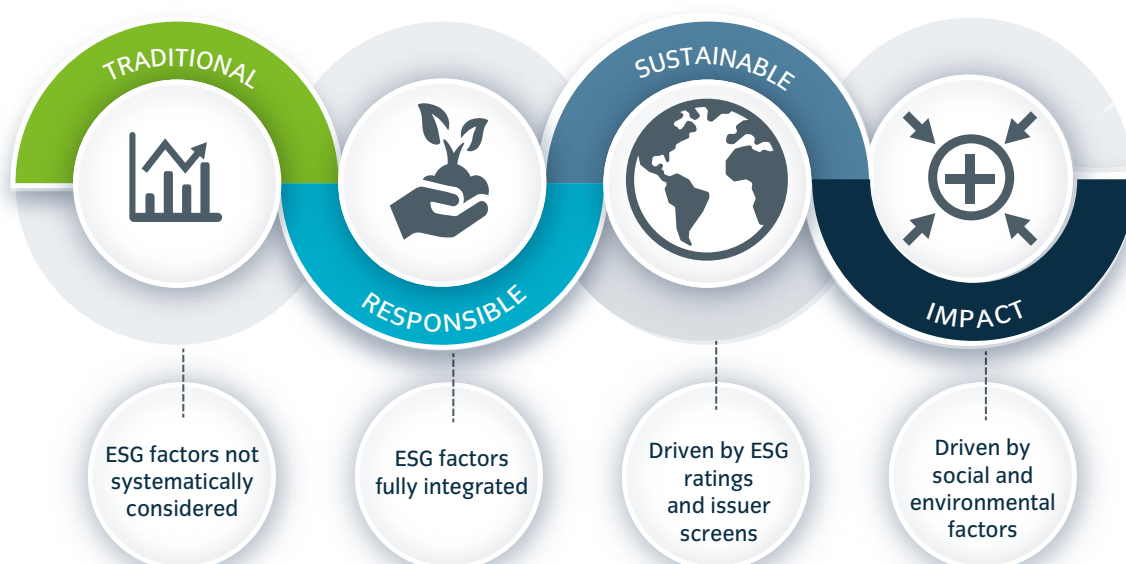 TRADITIONAL
RESPONSIBLE
SUSTAINABLE
IMPACT
ESG factors not
systematically
considered
ESG factors
fully integrated
Driven by ESG
ratings
and issuer
screens
Driven by
social and
environmental
factors